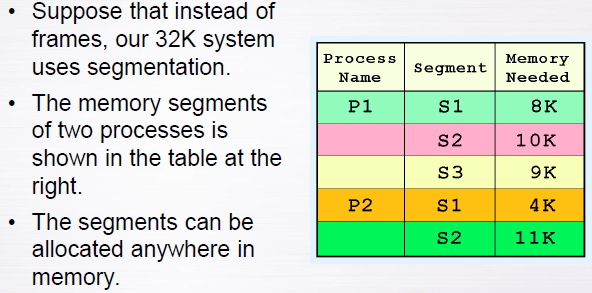 • Suppose that instead of
frames, our 32K system
uses segmentation.
• The memory segments
of two processes is
shown in the table at the
right.
• The segments can be
allocated anywhere in
memory.
Process Name Segment Memory Needed
P1 S1 8K
S2 10K
S3 9K
P2 S1 4K
S2 11K